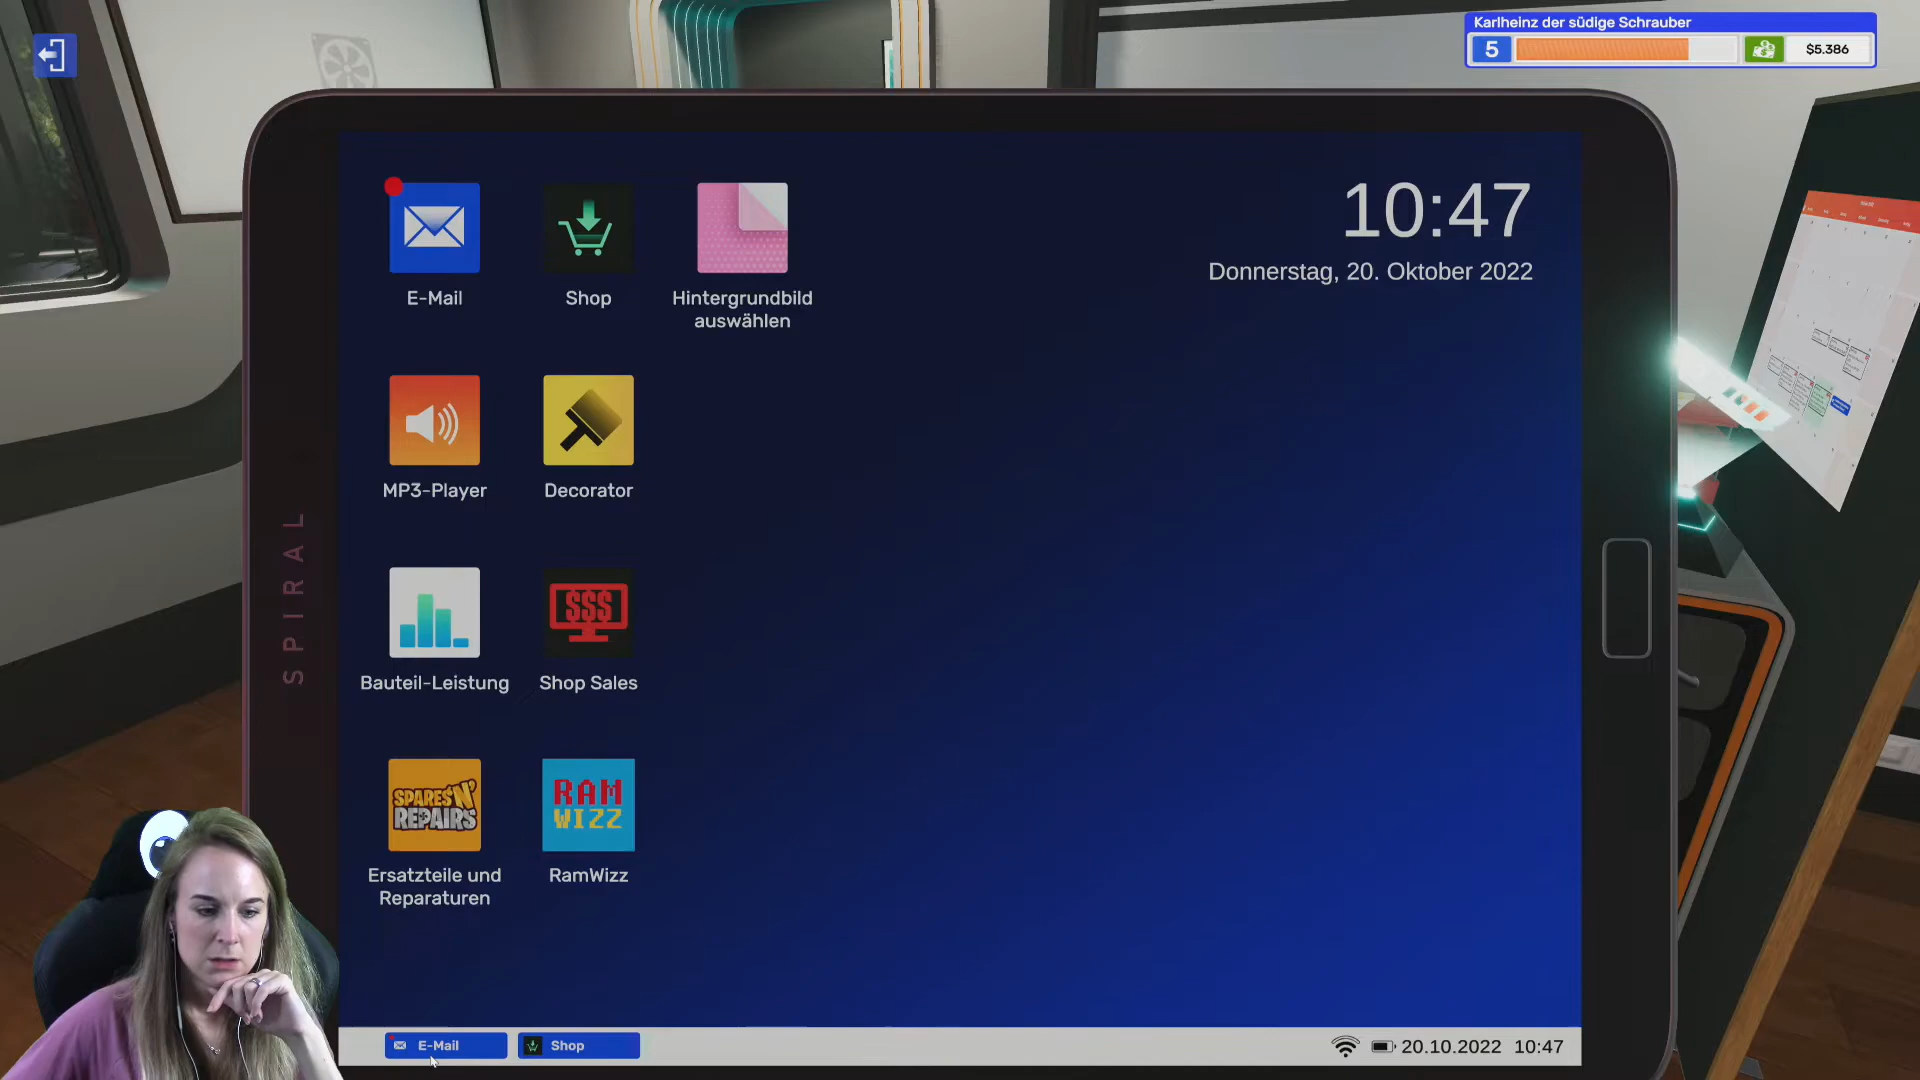 Karlheinz der südige Schrauber
5
$5.386
10:47
Donnerstag, 20. Oktober 2022
E-Mail
Shop
Hintergrundbild
auswählen
MP3-Player
Decorator
SPIRAL
$$$
Bauteil-Leistung
Shop Sales
SPARES 'N'
REPAIRS
RAM
WIZZ
Ersatzteile und
Reparaturen
RamWizz
E-Mail
Shop
20.10.2022
10:47